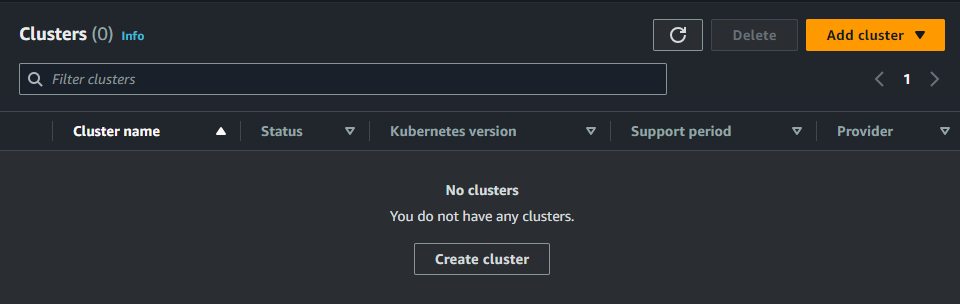 Clusters (0) Info
Delete
Add cluster
Filter clusters
1
Cluster name Status Kubernetes version Support period Provider
No clusters
You do not have any clusters.
Create cluster